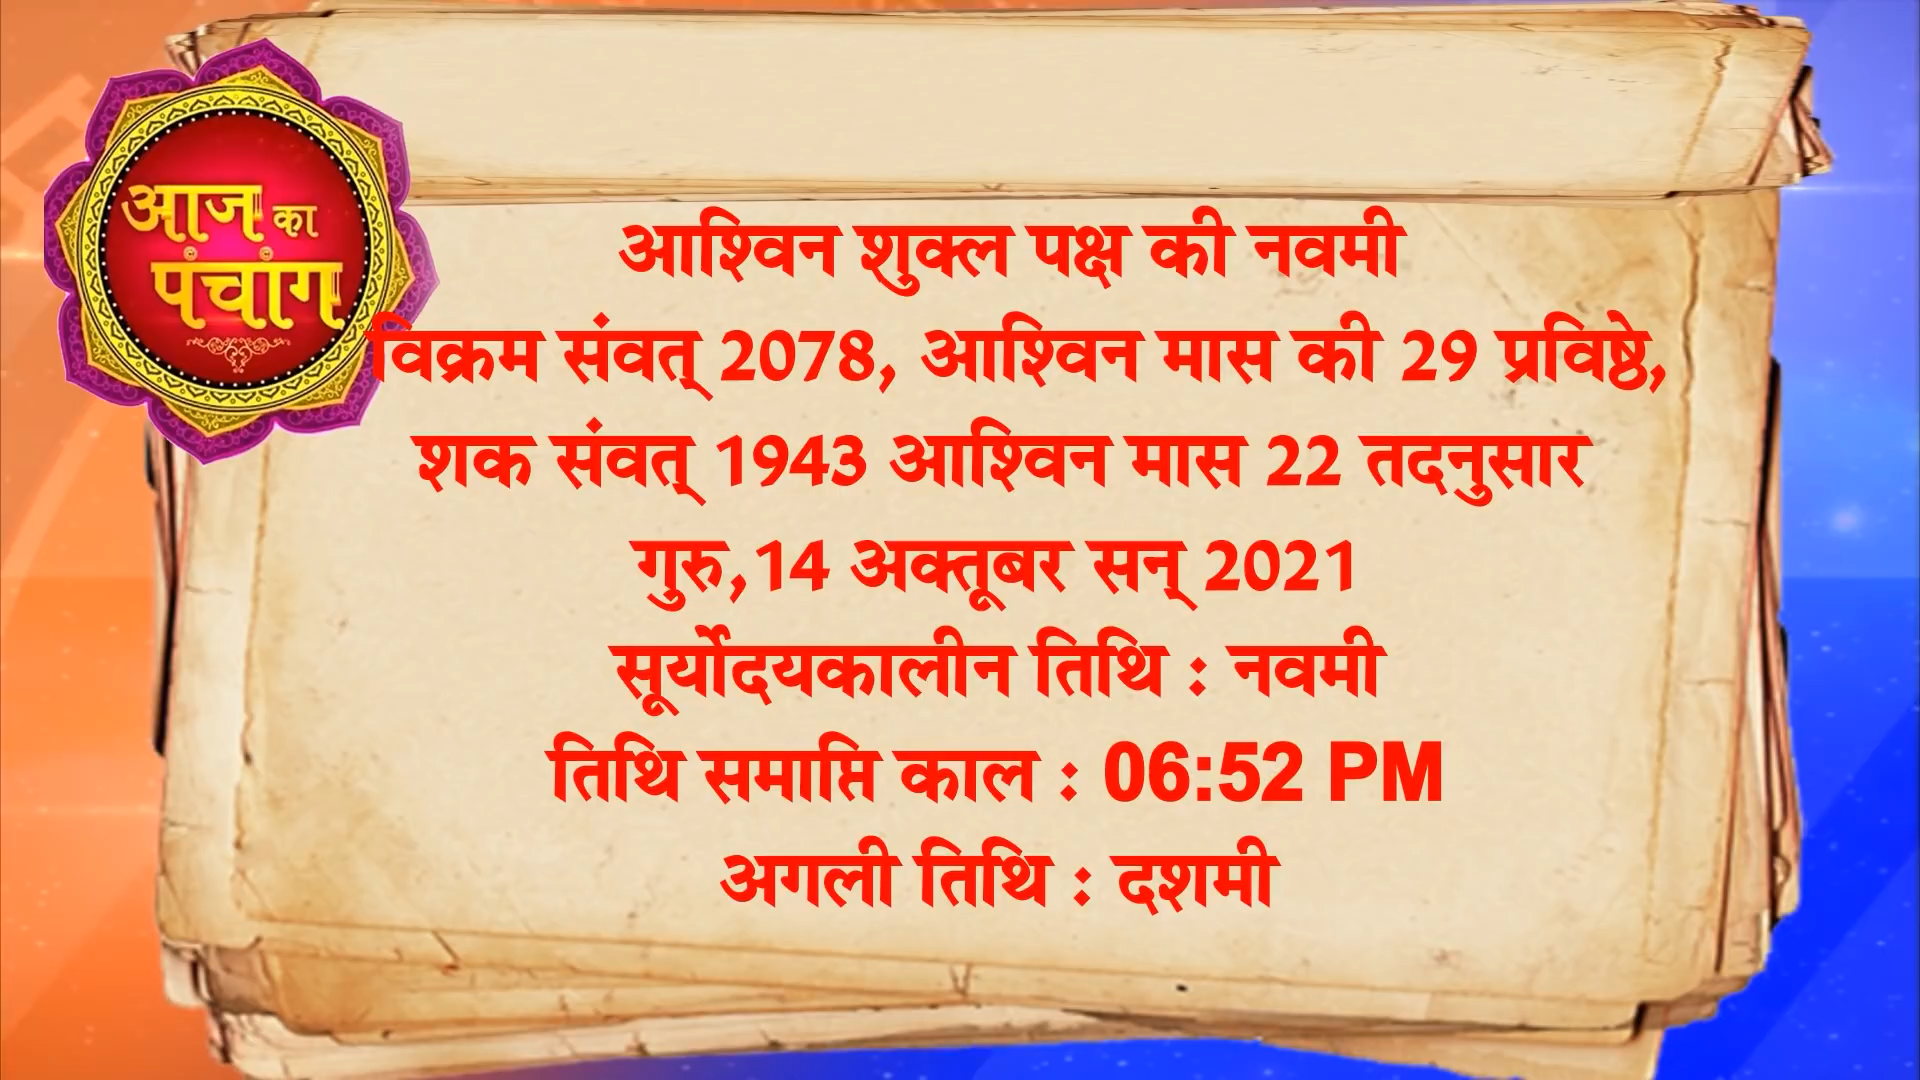 आज का
पंचांग
आश्विन शुक्ल पक्ष की नवमी
विक्रम संवत् 2078, आश्विन मास की 29 प्रविष्ठे,
शक संवत् 1943 आश्विन मास 22 तदनुसार
गुरु,14 अक्तूबर सन् 2021
सूर्योदयकालीन तिथि : नवमी
तिथि समाप्ति काल : 06:52 PM
अगली तिथि : दशमी